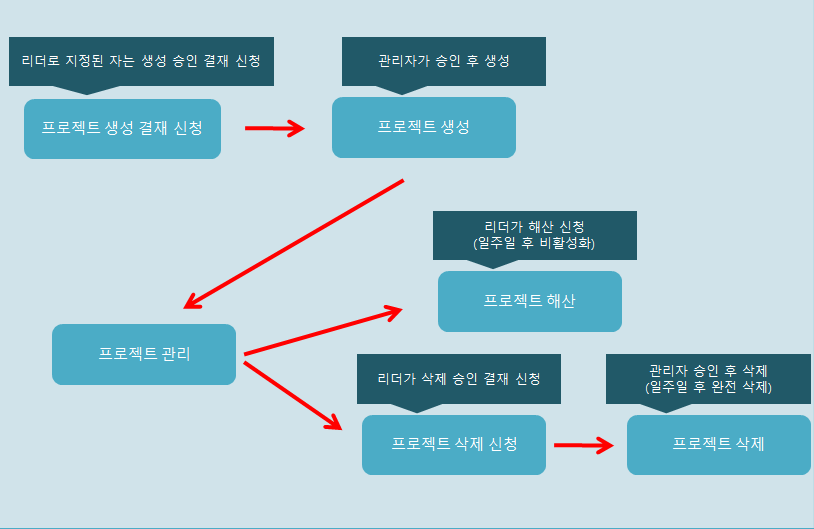 리더로 지정된 자는 생성 승인 결재 신청
프로젝트 생성 결재 신청
관리자가 승인 후 생성
프로젝트 생성
리더가 해산 신청
(일주일 후 비활성화)
프로젝트 해산
프로젝트 관리
리더가 삭제 승인 결재 신청
프로젝트 삭제 신청
관리자 승인 후 삭제
(일주일 후 완전 삭제)
프로젝트 삭제